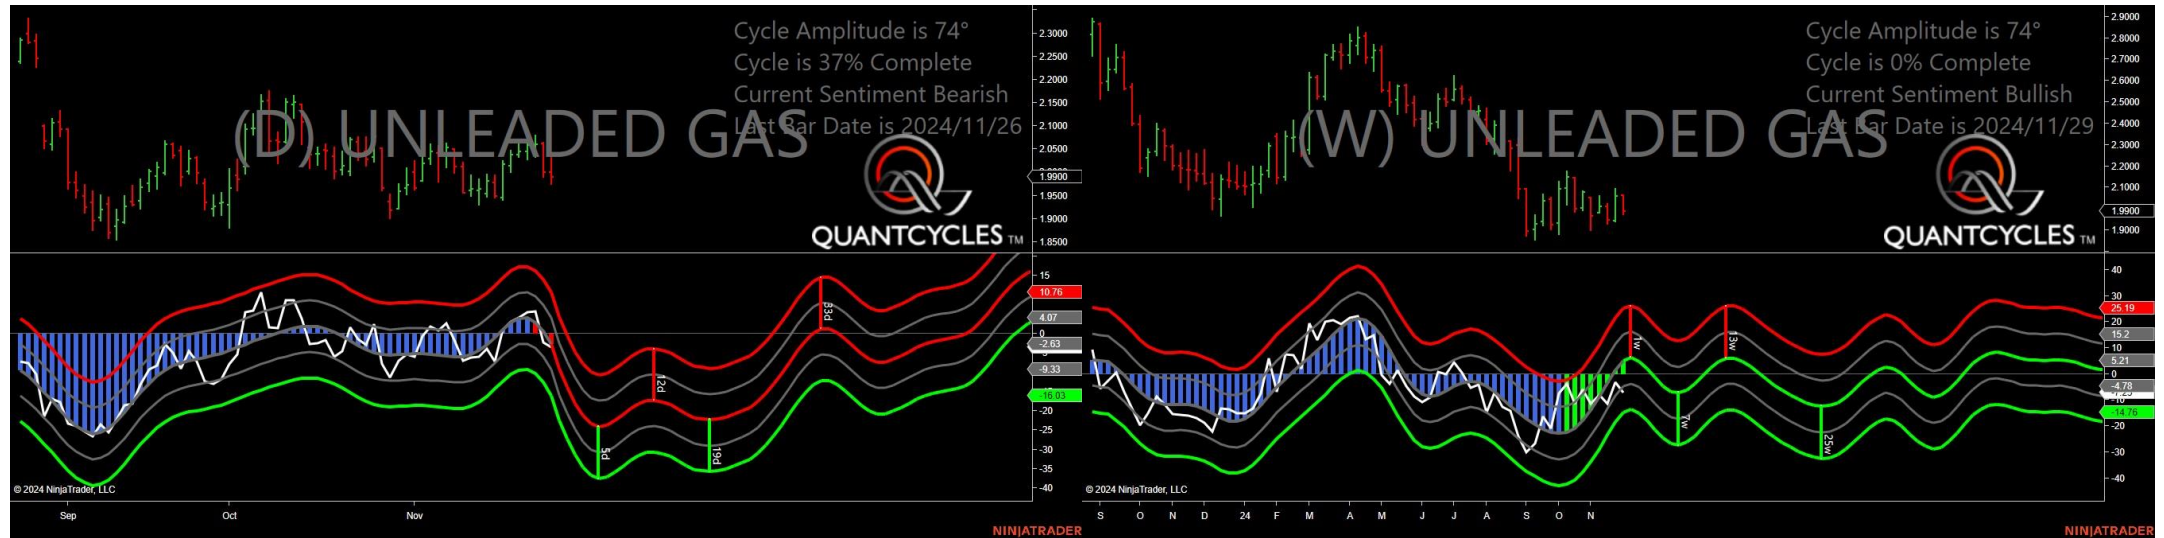 Cycle Amplitude is 74°
Cycle is 37% Complete
Current Sentiment Bearish
Last Bar Date is 2024/11/26
(D) UNLEADED GAS
QUANTCYCLES TM
2.3000
2.2500
2.2000
2.1500
2.1000
2.0500
1.9900
1.9500
1.9000
1.8500
15
10.76
4.07
0
-2.63
-9.33
-16.03
-20
-25
-30
-35
-40
5d
12d
19d
33d
© 2024 NinjaTrader, LLC
Sep Oct Nov
NINJATRADER
Cycle Amplitude is 74°
Cycle is 0% Complete
Current Sentiment Bullish
Last Bar Date is 2024/11/29
(W) UNLEADED GAS
QUANTCYCLES TM
2.9000
2.8000
2.7000
2.6000
2.5000
2.4000
2.3000
2.2000
2.1000
1.9900
1.9000
40
30
25.19
20
15.2
10
5.21
0
-4.78
-14.76
-20
-30
-40
1w
7w
13w
25w
© 2024 NinjaTrader, LLC
S O N D 24 F M A M J J A S O N
NINJATRADER